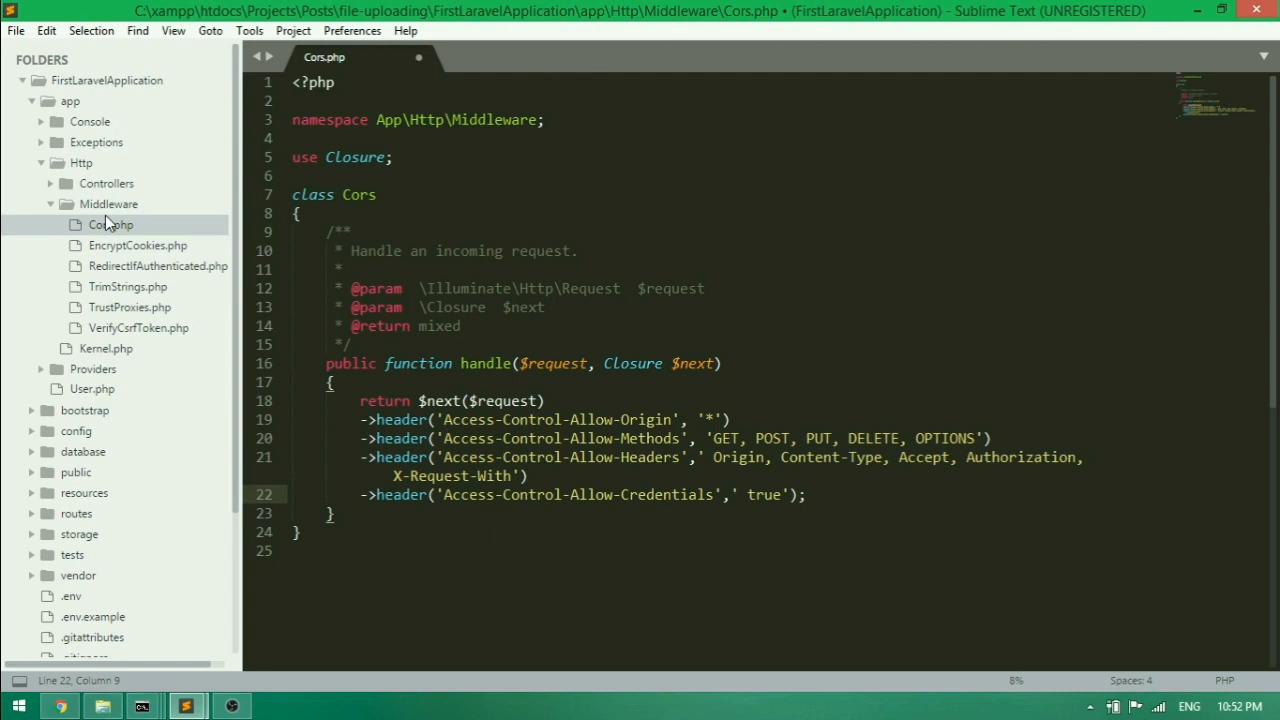 C:\xampp\htdocs\Projects\Posts\file-uploading\FirstLaravelApplication\app\Http\Middleware\Cors.php • (FirstLaravelApplication) - Sublime Text (UNREGISTERED)
File Edit Selection Find View Goto Tools Project Preferences Help
FOLDERS
FirstLaravelApplication
app
Console
Exceptions
Http
Controllers
Middleware
EncryptCookies.php
RedirectIfAuthenticated.php
TrimStrings.php
TrustProxies.php
VerifyCsrfToken.php
Kernel.php
Providers
User.php
bootstrap
config
database
public
resources
routes
storage
tests
vendor
.env
.env.example
.gitattributes
Cors.php
1 <?php
2
3 namespace App\Http\Middleware;
4
5 use Closure;
6
7 class Cors
8 {
9 /**
10 * Handle an incoming request.
11 *
12 * @param \Illuminate\Http\Request $request
13 * @param \Closure $next
14 * @return mixed
15 */
16 public function handle($request, Closure $next)
17 {
18 return $next($request)
19 ->header('Access-Control-Allow-Origin', '*')
20 ->header('Access-Control-Allow-Methods', 'GET, POST, PUT, DELETE, OPTIONS')
21 ->header('Access-Control-Allow-Headers',' Origin, Content-Type, Accept, Authorization,
X-Request-With')
22 ->header('Access-Control-Allow-Credentials',' true');
23 }
24 }
25
Line 22, Column 9 8% Spaces: 4 PHP
ENG 10:52 PM